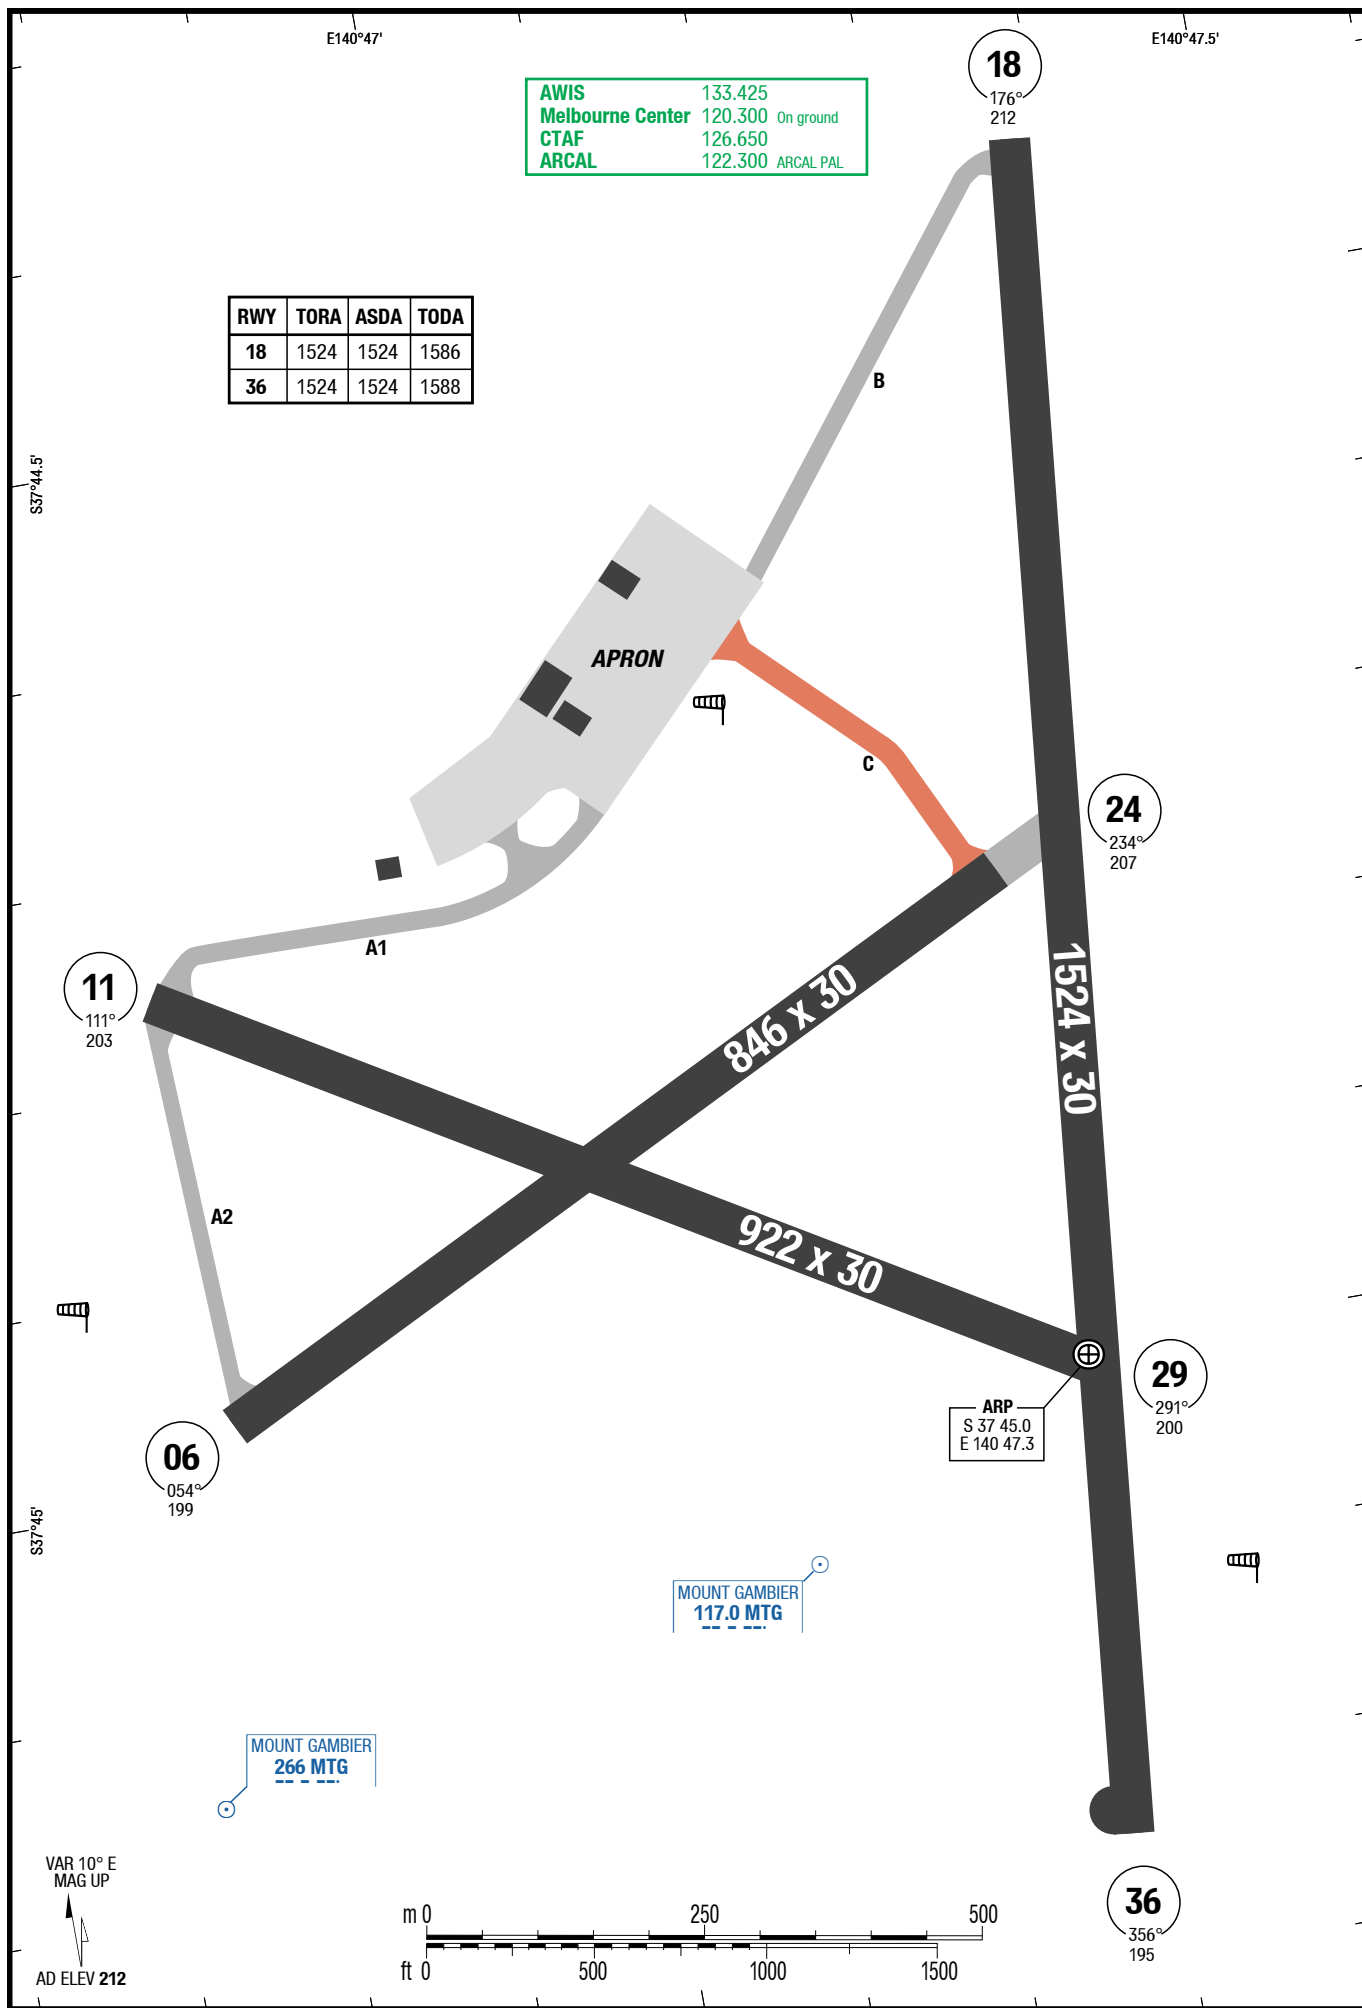 E140°47'
E140°47.5'
18
176°
212
AWIS 133.425
Melbourne Center 120.300 On ground
CTAF 126.650
ARCAL 122.300 ARCAL PAL
RWY TORA ASDA TODA
18 1524 1524 1586
36 1524 1524 1588
B
S37°44.5'
APRON
C
24
234°
207
A1
11
111°
203
846 x 30
1524 x 30
A2
922 x 30
29
291°
200
ARP
S 37 45.0
E 140 47.3
06
054°
199
S37°45'
MOUNT GAMBIER
117.0 MTG
MOUNT GAMBIER
266 MTG
VAR 10° E
MAG UP
AD ELEV 212
m 0 250 500
ft 0 500 1000 1500
36
356°
195